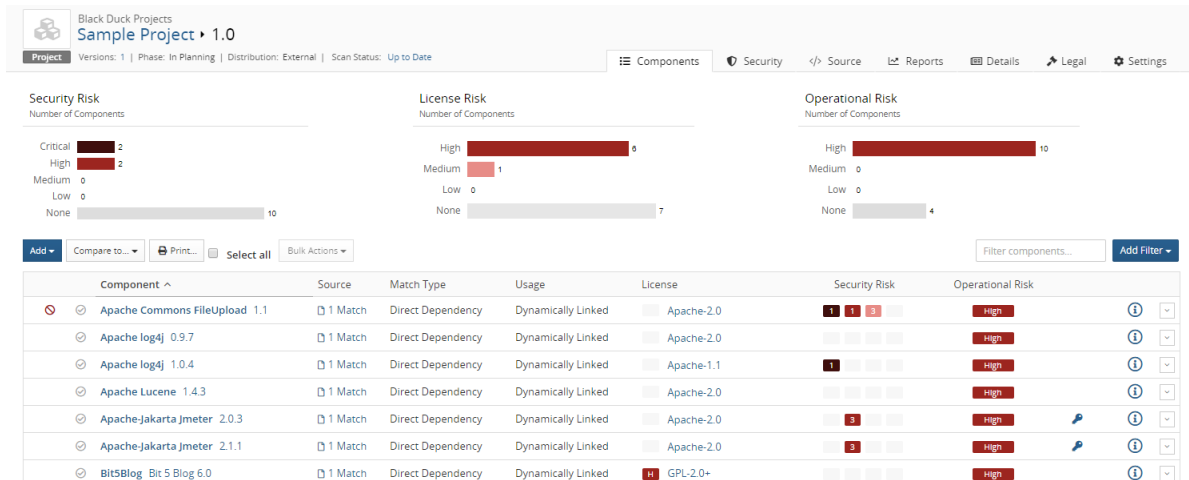 Black Duck Projects
Sample Project ▸ 1.0
Project Versions: 1 | Phase: In Planning | Distribution: External | Scan Status: Up to Date
Components Security </> Source Reports Details Legal Settings
Security Risk
Number of Components
Critical 2
High 2
Medium 0
Low 0
None 10
License Risk
Number of Components
High 6
Medium 1
Low 0
None 7
Operational Risk
Number of Components
High 10
Medium 0
Low 0
None 4
Add Compare to... Print... Select all Bulk Actions Filter components... Add Filter
Component Source Match Type Usage License Security Risk Operational Risk
Apache Commons FileUpload 1.1 1 Match Direct Dependency Dynamically Linked Apache-2.0 1 1 3 High
Apache log4j 0.9.7 1 Match Direct Dependency Dynamically Linked Apache-2.0 High
Apache log4j 1.0.4 1 Match Direct Dependency Dynamically Linked Apache-1.1 1 High
Apache Lucene 1.4.3 1 Match Direct Dependency Dynamically Linked Apache-2.0 High
Apache-Jakarta Jmeter 2.0.3 1 Match Direct Dependency Dynamically Linked Apache-2.0 3 High
Apache-Jakarta Jmeter 2.1.1 1 Match Direct Dependency Dynamically Linked Apache-2.0 3 High
Bit5Blog Bit 5 Blog 6.0 1 Match Direct Dependency Dynamically Linked H GPL-2.0+ High